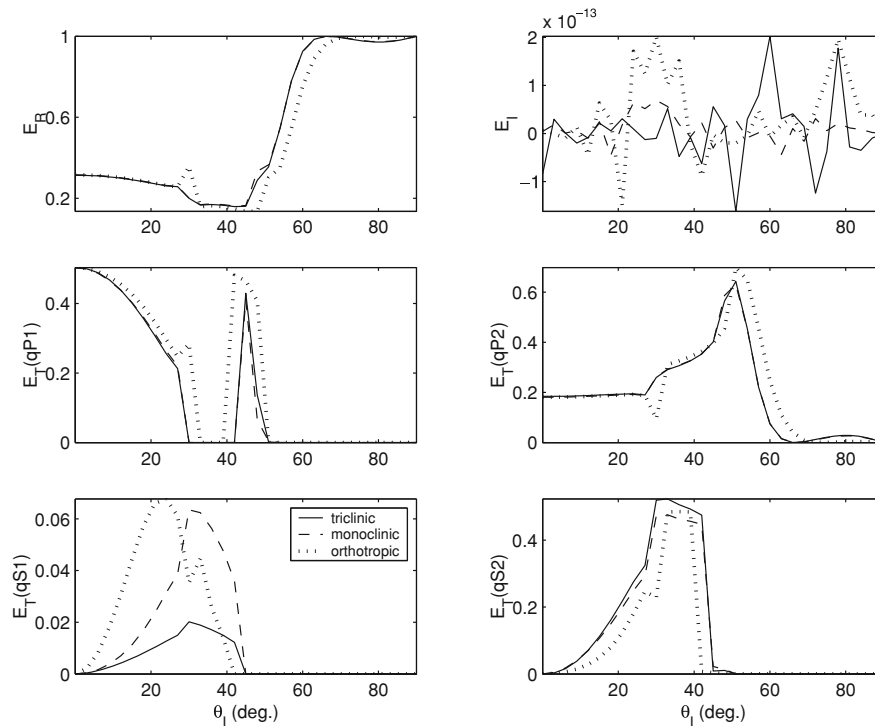 x 10⁻¹³
1
0.6
0.2
E_R
20 40 60 80
2
1
0
−1
E_I
20 40 60 80
0.4
0.2
0
E_T(qP1)
20 40 60 80
0.6
0.4
0.2
0
E_T(qP2)
20 40 60 80
0.06
0.04
0.02
0
E_T(qS1)
triclinic
monoclinic
orthotropic
20 40 60 80
θ_I (deg.)
0.4
0.2
0
E_T(qS2)
20 40 60 80
θ_I (deg.)